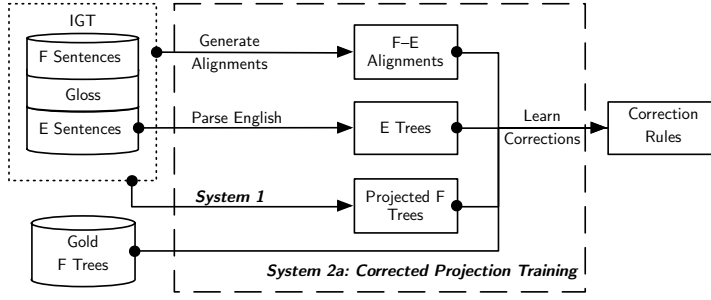 IGT
F Sentences
Gloss
E Sentences
Generate
Alignments
F–E
Alignments
Parse English
E Trees
Learn
Corrections
Correction
Rules
System 1
Projected F
Trees
Gold
F Trees
System 2a: Corrected Projection Training